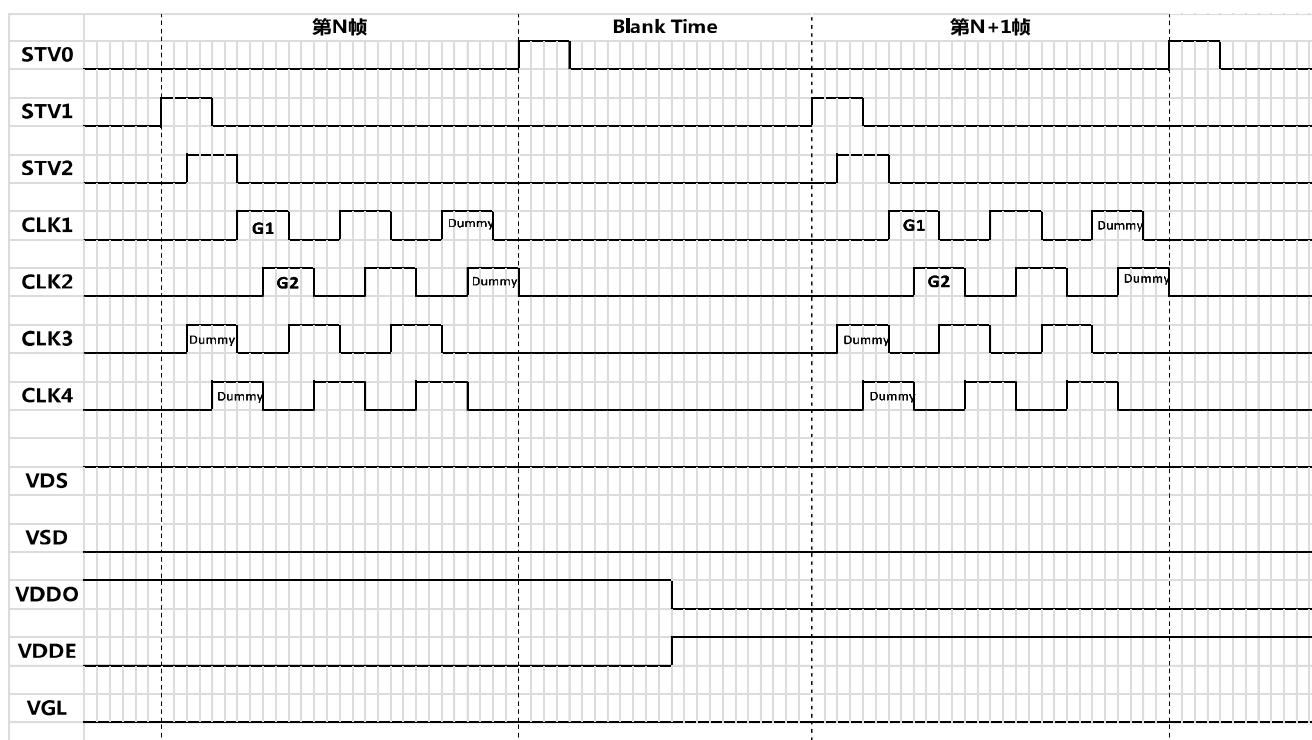 第N帧 Blank Time 第N+1帧
STV0
STV1
STV2
CLK1 G1 Dummy G1 Dummy
CLK2 G2 Dummy G2 Dummy
CLK3 Dummy Dummy
CLK4 Dummy Dummy
VDS
VSD
VDDO
VDDE
VGL